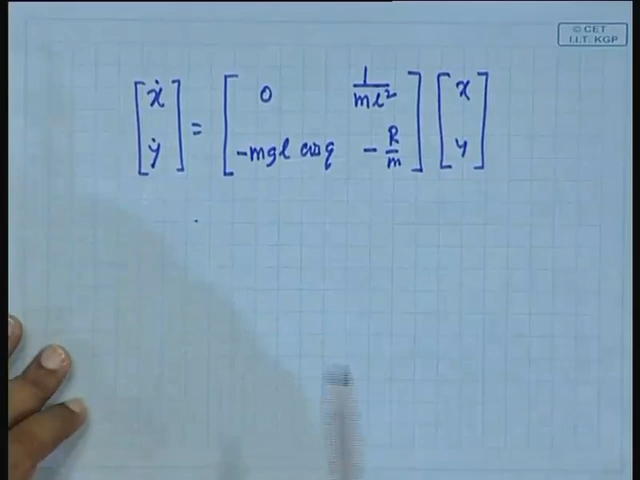 © CET
I.I.T. KGP
[ẋ ẏ] = [0 1/ml² ; -mgl cos q -R/m] [x y]